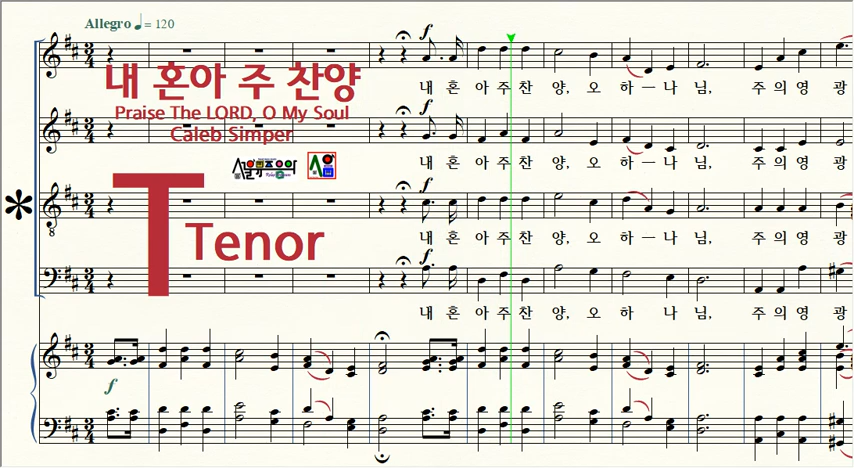 Allegro ♩ = 120
내 혼아 주 찬양
Praise The LORD, O My Soul
Caleb Simper
T
Tenor
f
내 혼 아 주 찬 양, 오 하 — 나 님, 주 의 영 광
f
내 혼 아 주 찬 양, 오 하 — 나 님, 주 의 영 광
f
내 혼 아 주 찬 양, 오 하 — 나 님, 주 의 영 광
f
내 혼 아 주 찬 양, 오 하 나 님, 주 의 영 광
f